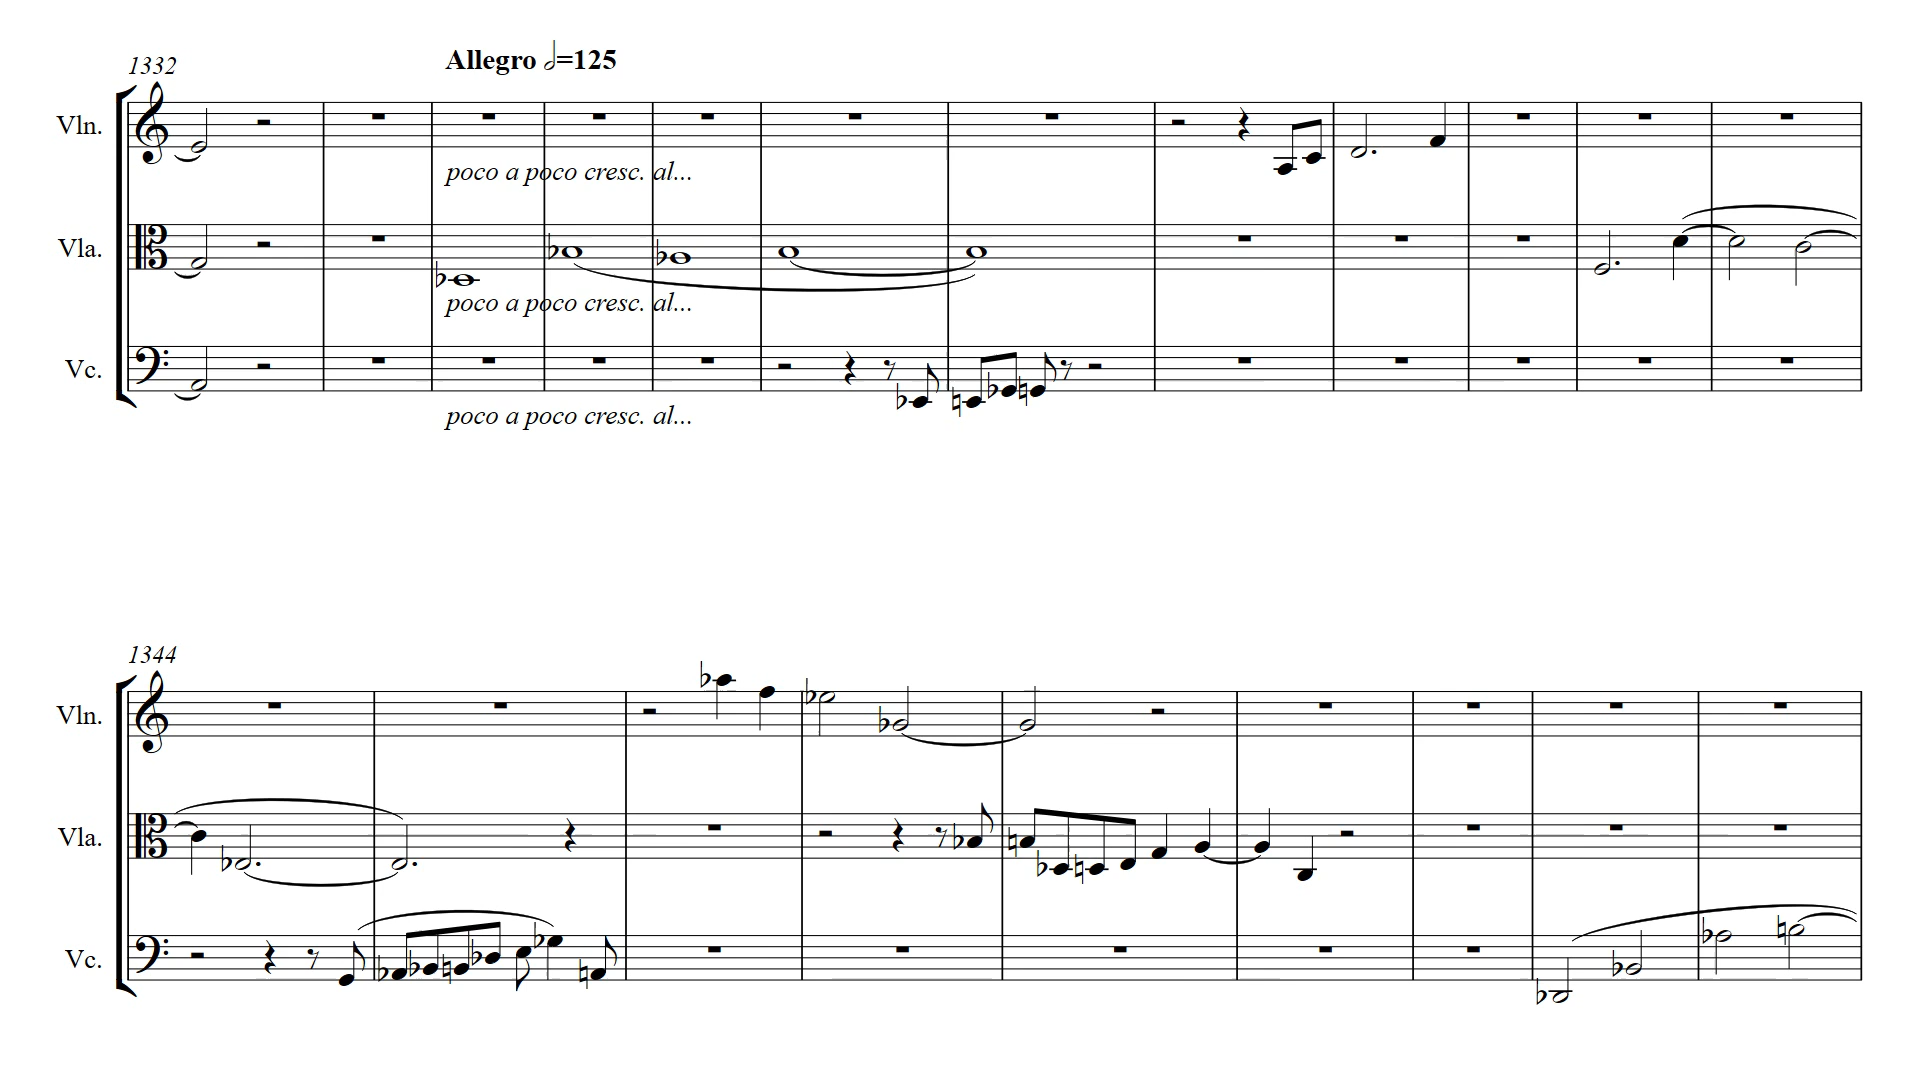 1332
Allegro 𝅗𝅥=125
Vln.
poco a poco cresc. al...
Vla.
poco a poco cresc. al...
Vc.
poco a poco cresc. al...
1344
Vln.
Vla.
Vc.